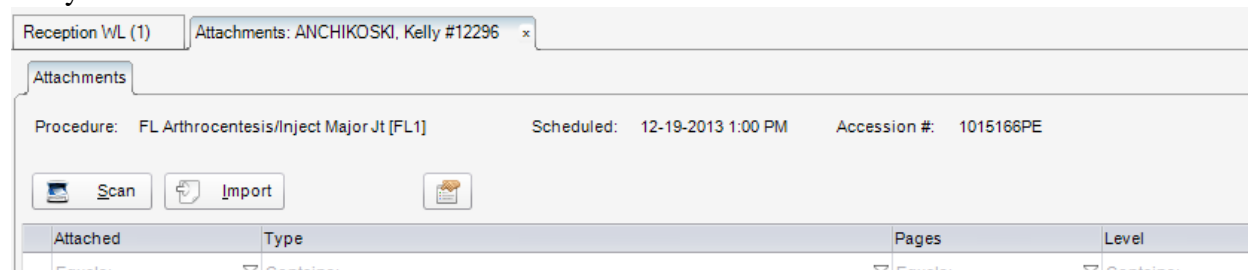 Reception WL (1) Attachments: ANCHIKOSKI, Kelly #12296 x
Attachments
Procedure: FL Arthrocentesis/Inject Major Jt [FL1] Scheduled: 12-19-2013 1:00 PM Accession #: 1015166PE
Scan Import
Attached Type Pages Level